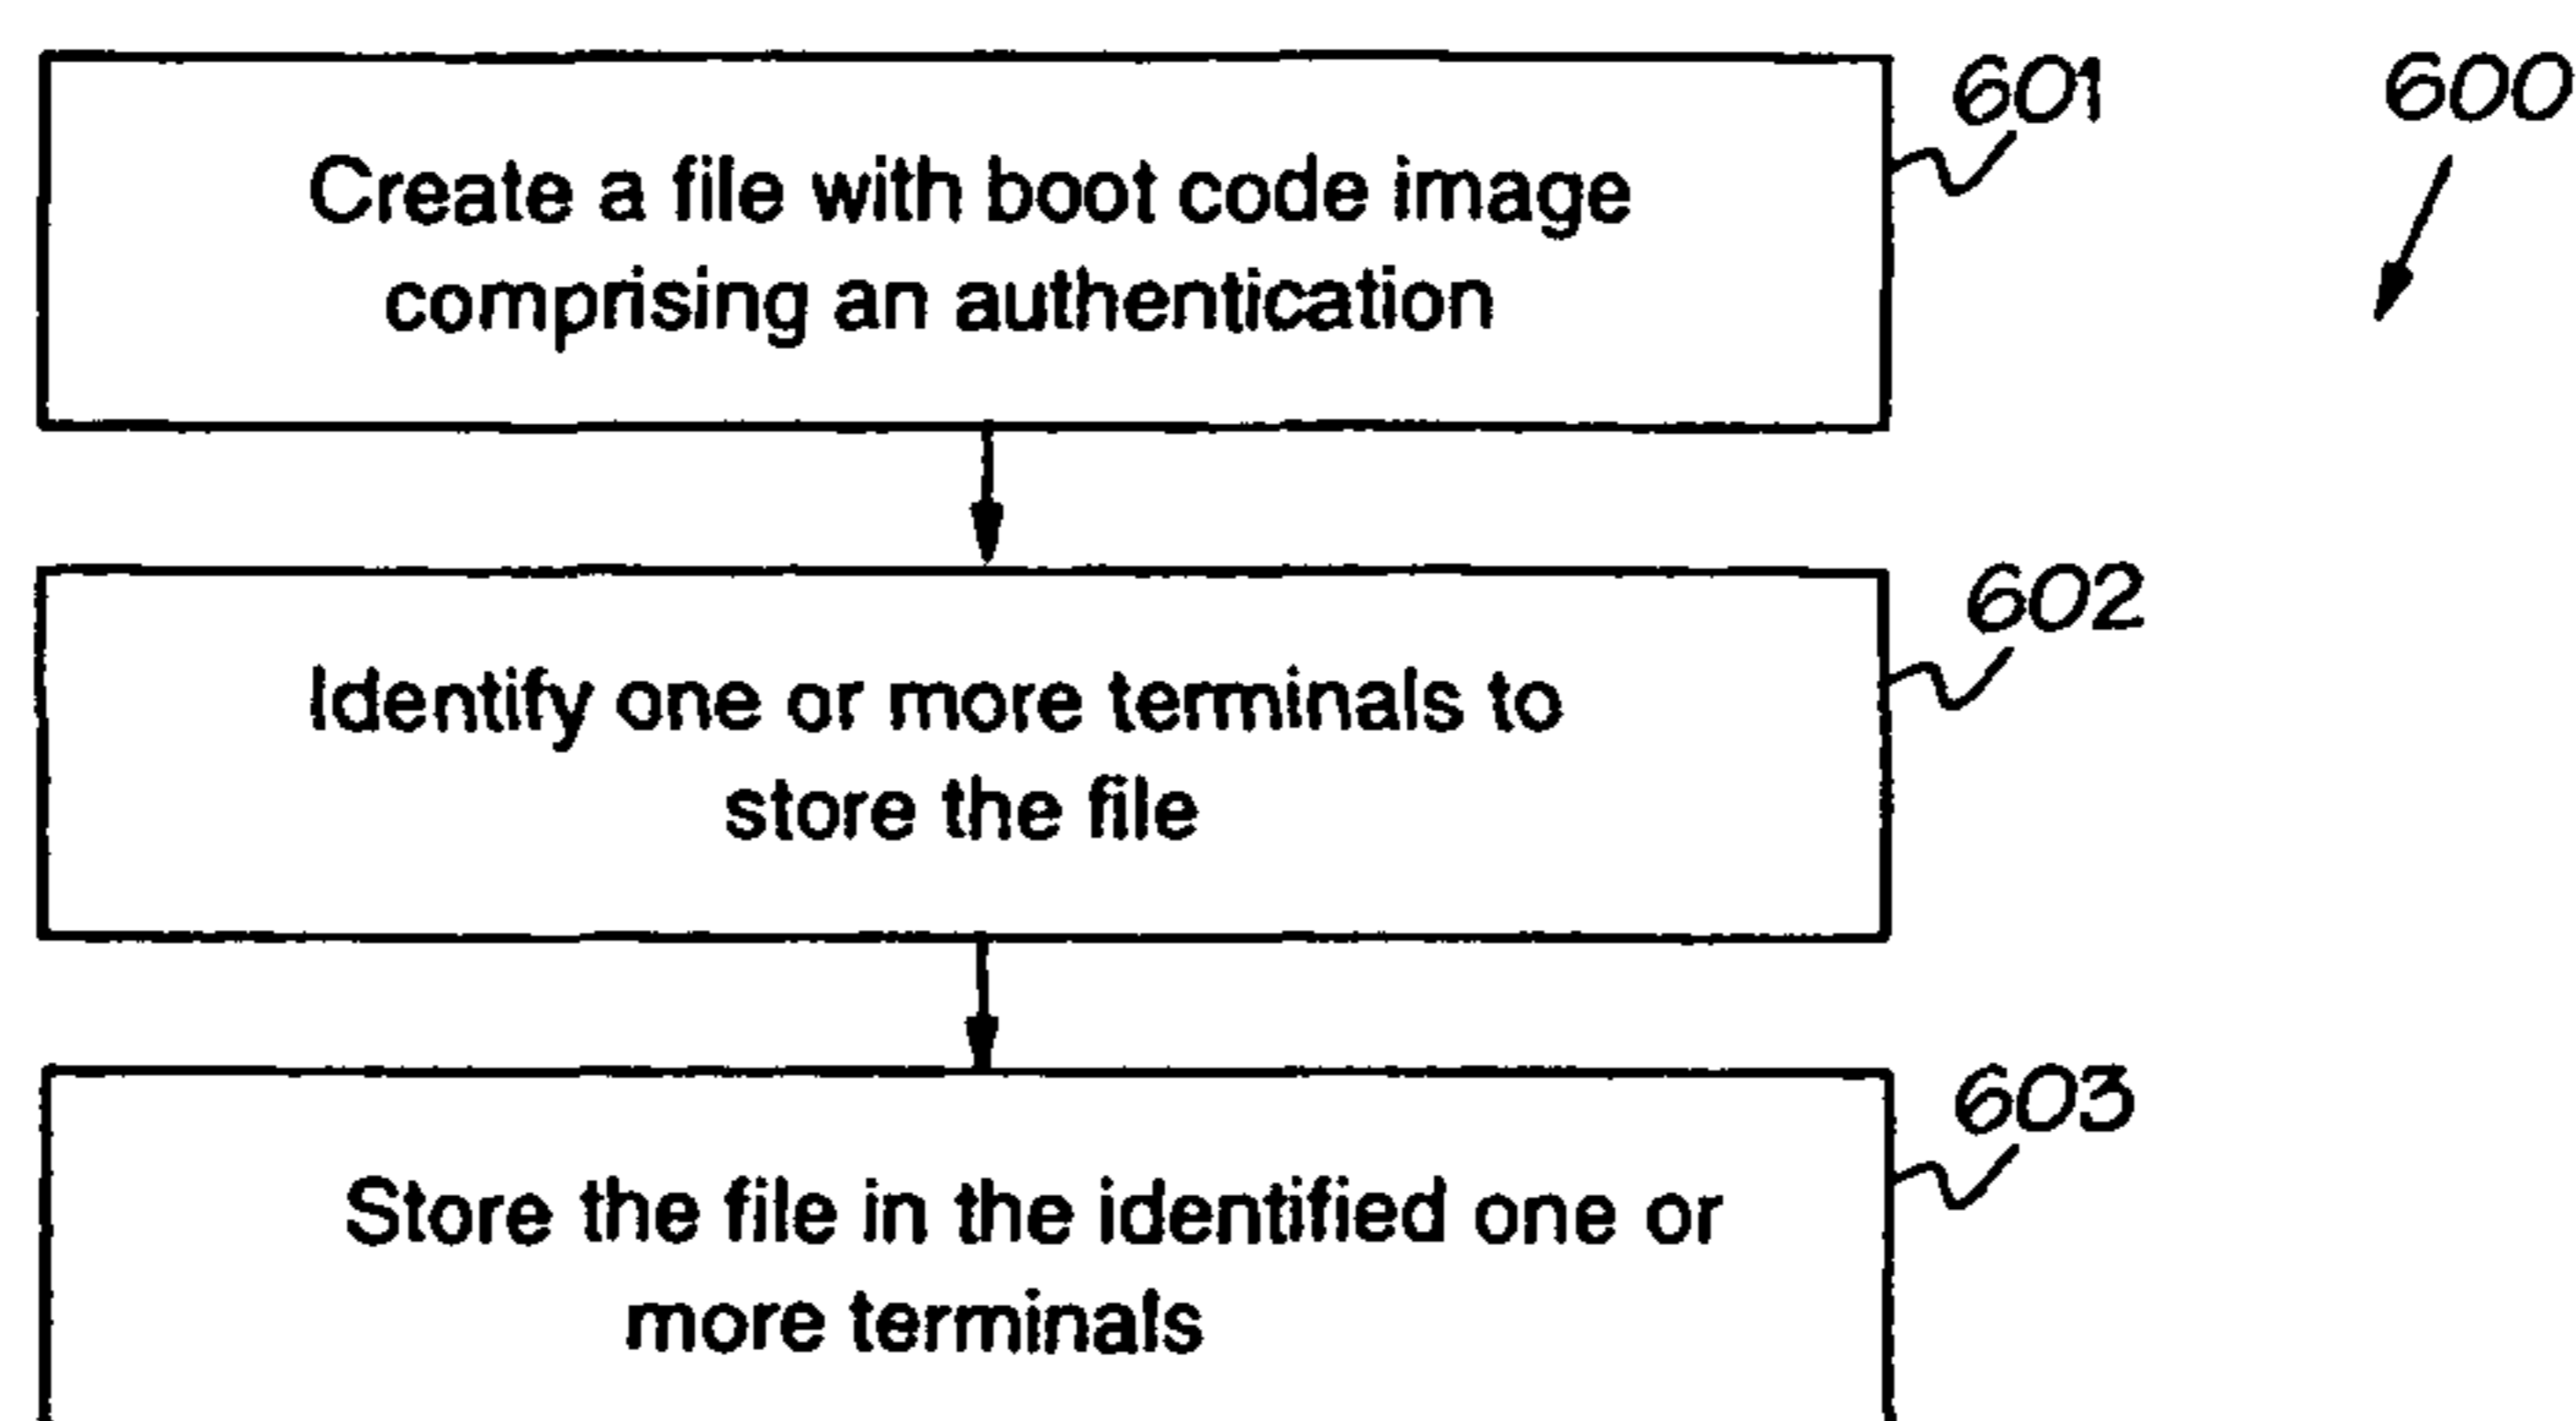 601
600
Create a file with boot code image
comprising an authentication
602
Identify one or more terminals to
store the file
603
Store the file in the identified one or
more terminals